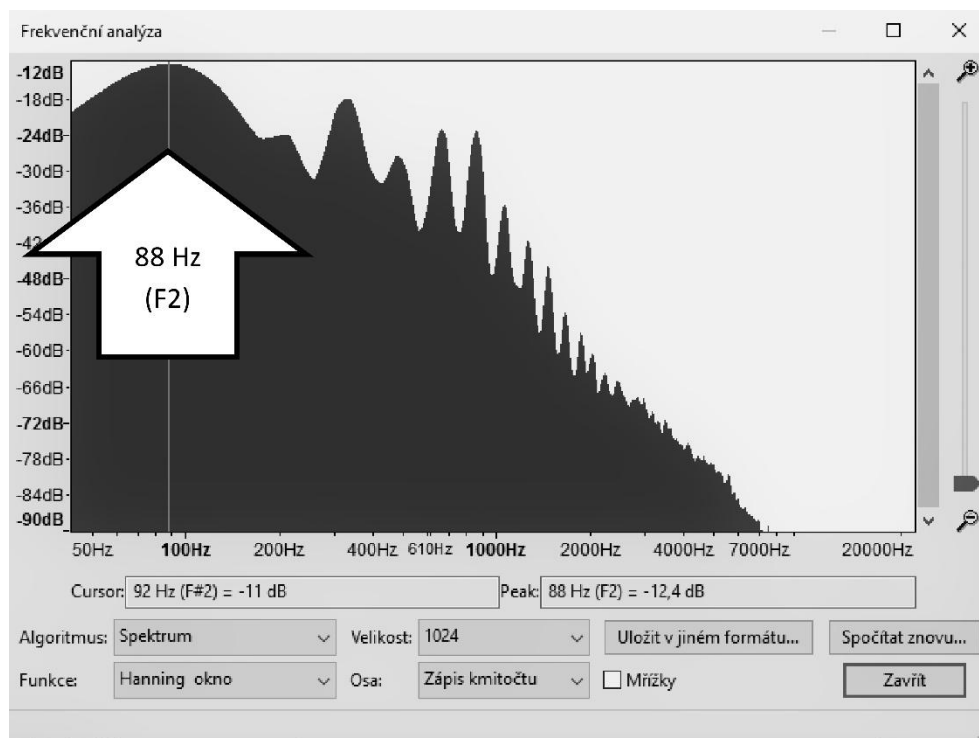 Frekvenční analýza
-12dB
-18dB
-24dB
-30dB
-36dB
-48dB
-54dB
-60dB
-66dB
-72dB
-78dB
-84dB
-90dB
88 Hz
(F2)
50Hz 100Hz 200Hz 400Hz 610Hz 1000Hz 2000Hz 4000Hz 7000Hz 20000Hz
Cursor: 92 Hz (F#2) = -11 dB Peak: 88 Hz (F2) = -12,4 dB
Algoritmus: Spektrum Velikost: 1024 Uložit v jiném formátu... Spočítat znovu...
Funkce: Hanning okno Osa: Zápis kmitočtu Mřížky Zavřít